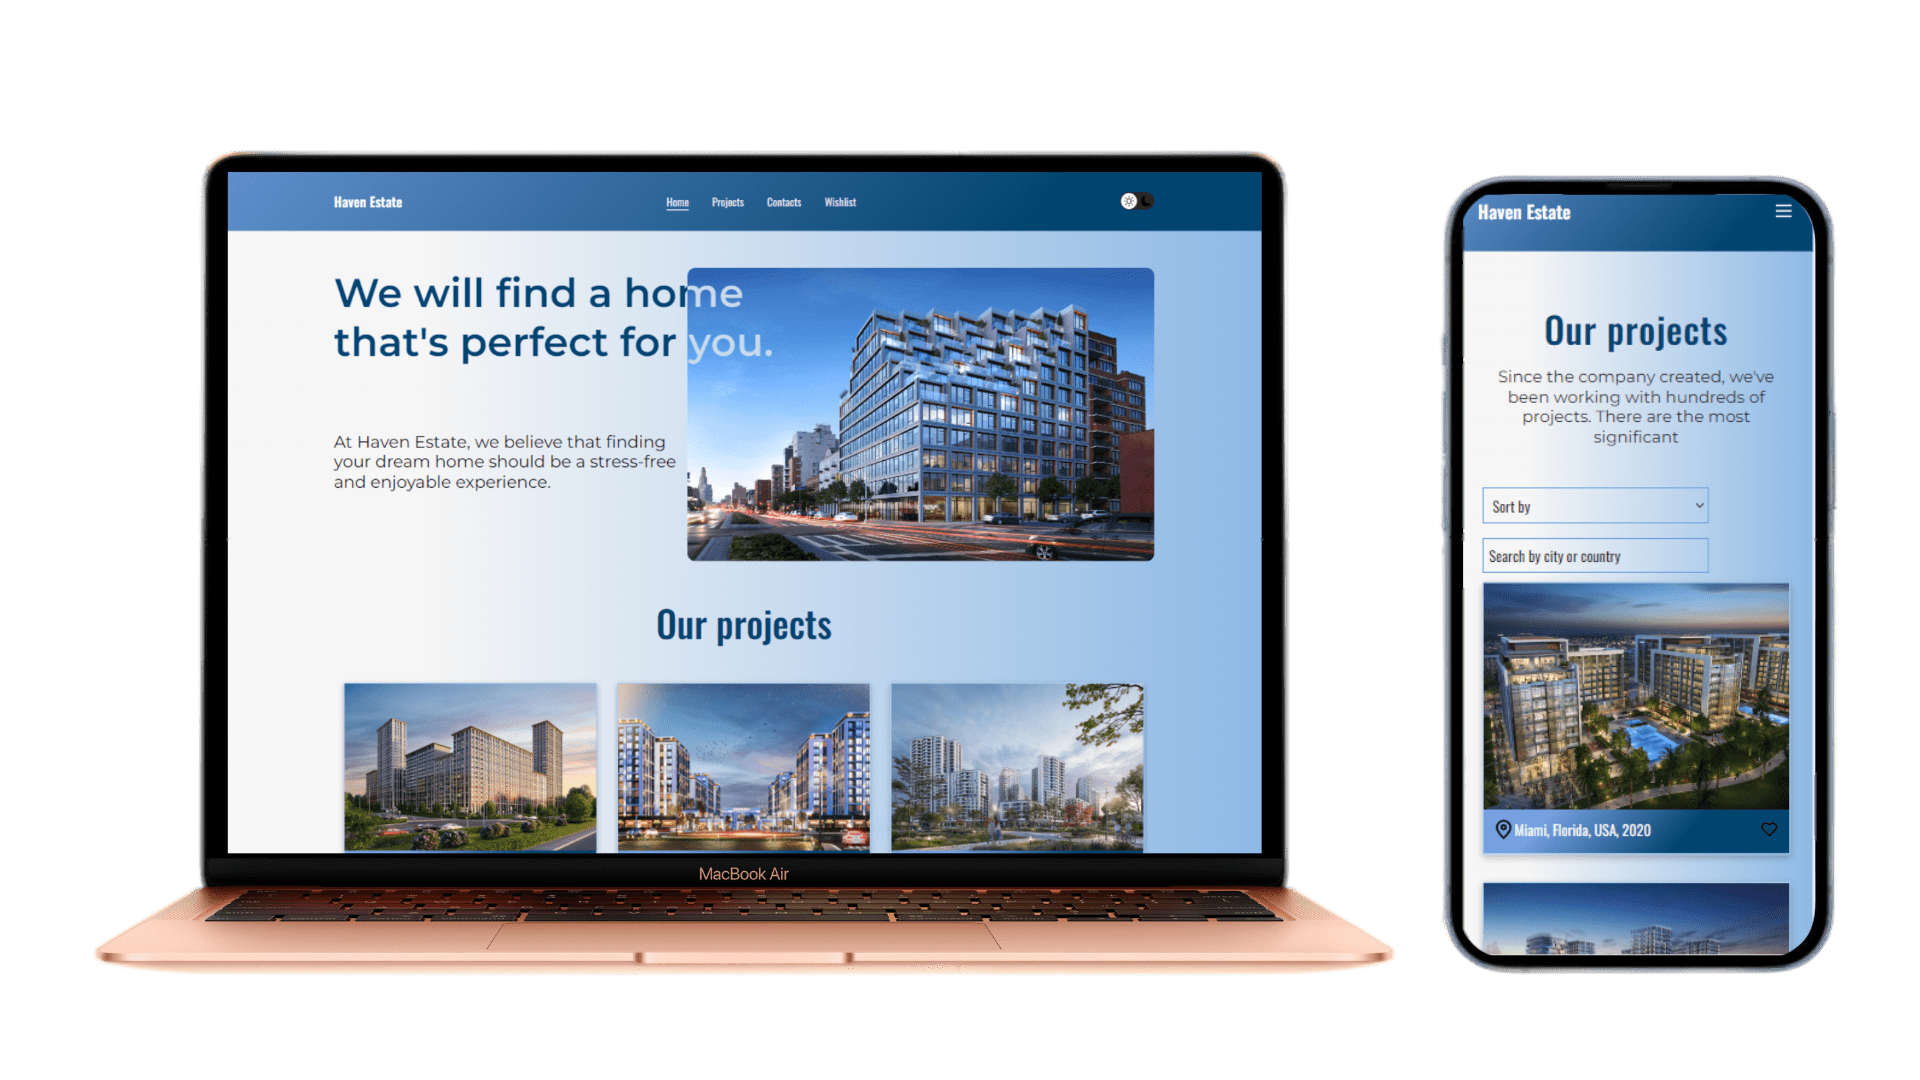 Haven Estate
Home Projects Contacts Wishlist
We will find a home
that's perfect for you.
At Haven Estate, we believe that finding
your dream home should be a stress-free
and enjoyable experience.
Our projects
MacBook Air
Haven Estate
Our projects
Since the company created, we've
been working with hundreds of
projects. There are the most
significant
Sort by
Search by city or country
Miami, Florida, USA, 2020